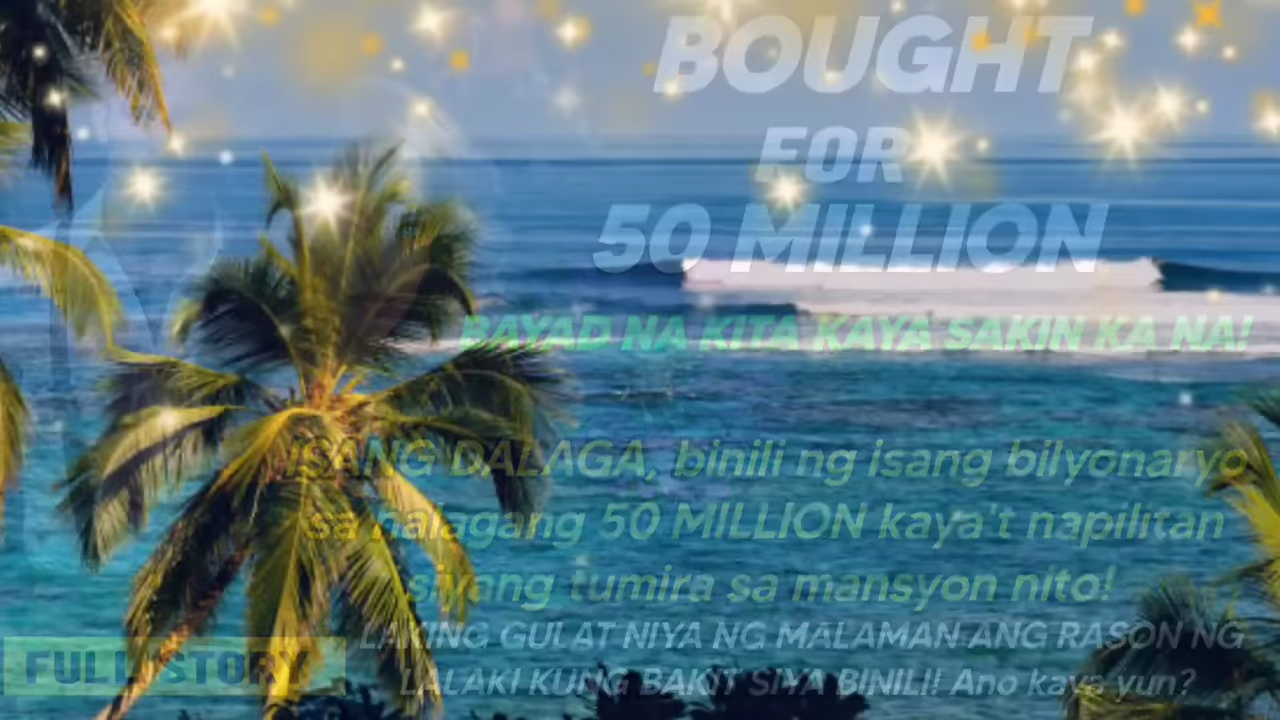 BOUGHT
FOR
50 MILLION
BAYAD NA KITA KAYA SAKIN KA NA!
ISANG DALAGA, binili ng isang bilyonaryo
sa halagang 50 MILLION kaya't napilitan
siyang tumira sa mansyon nito!
LAKING GULAT NIYA NG MALAMAN ANG RASON NG
LALAKI KUNG BAKIT SIYA BINILI! Ano kaya yun?
FULL STORY